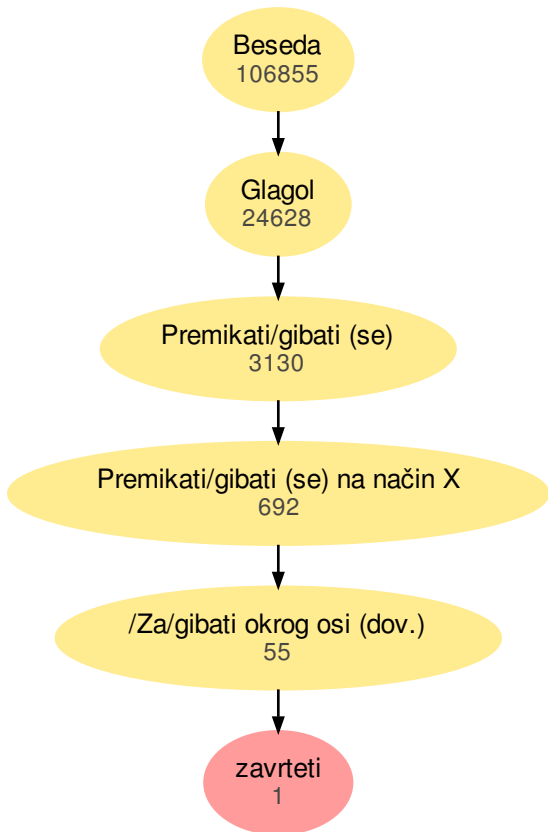 Beseda
106855
Glagol
24628
Premikati/gibati (se)
3130
Premikati/gibati (se) na način X
692
/Za/gibati okrog osi (dov.)
55
zavrteti
1